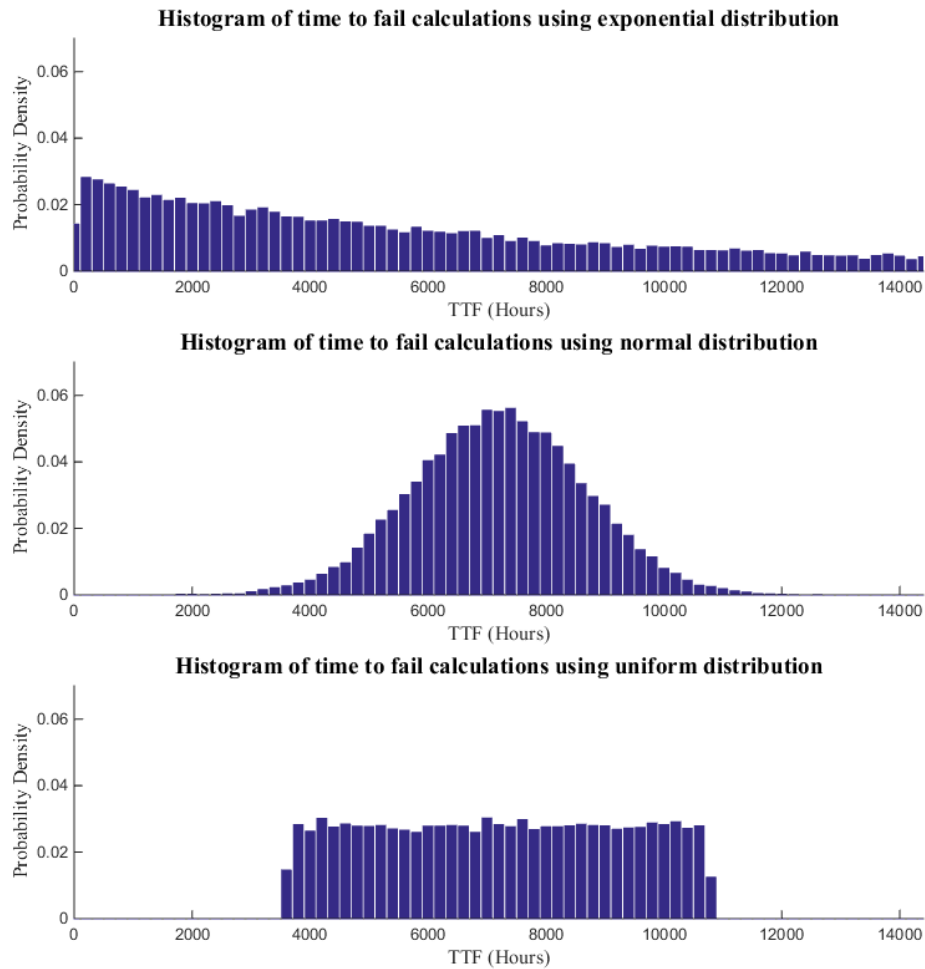 Histogram of time to fail calculations using exponential distribution
Probability Density
0.06
0.04
0.02
0
0 2000 4000 6000 8000 10000 12000 14000
TTF (Hours)
Histogram of time to fail calculations using normal distribution
Probability Density
0.06
0.04
0.02
0
0 2000 4000 6000 8000 10000 12000 14000
TTF (Hours)
Histogram of time to fail calculations using uniform distribution
Probability Density
0.06
0.04
0.02
0
0 2000 4000 6000 8000 10000 12000 14000
TTF (Hours)